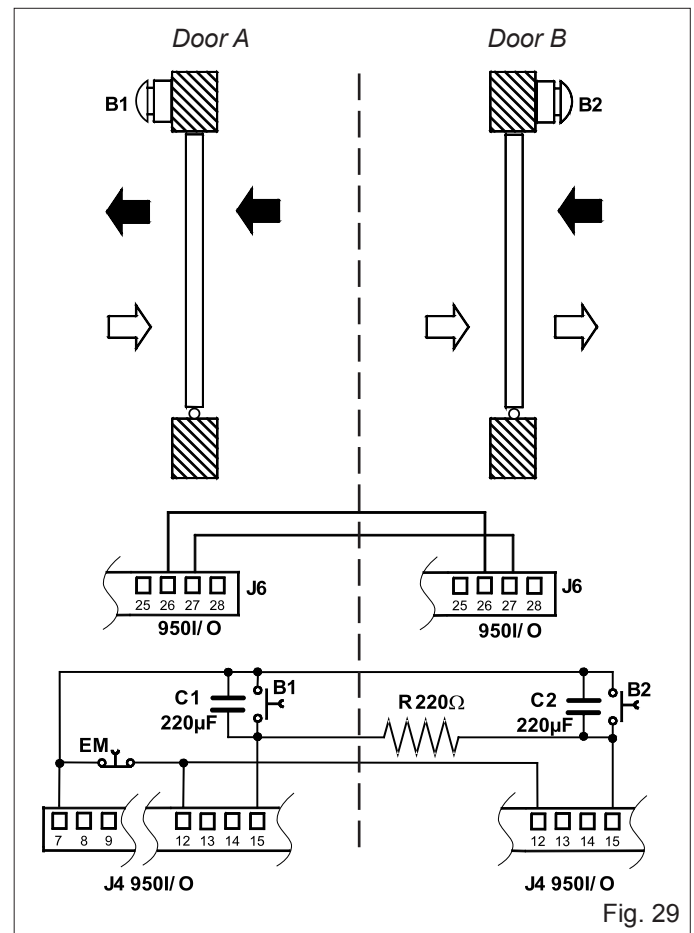 Door A Door B
B1 B2
J6 J6
25 26 27 28 25 26 27 28
950I/O 950I/O
C1 B1 C2 B2
220µF R 220Ω 220µF
EM
7 8 9 12 13 14 15 12 13 14 15
J4 950I/O J4 950I/O
Fig. 29